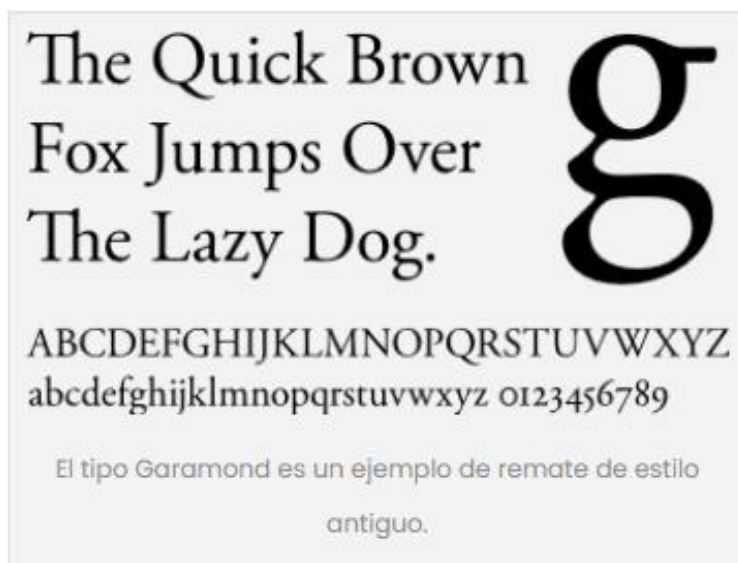 The Quick Brown
Fox Jumps Over
The Lazy Dog.
g
ABCDEFGHIJKLMNOPQRSTUVWXYZ
abcdefghijklmnopqrstuvwxyz 0123456789
El tipo Garamond es un ejemplo de remate de estilo
antiguo.